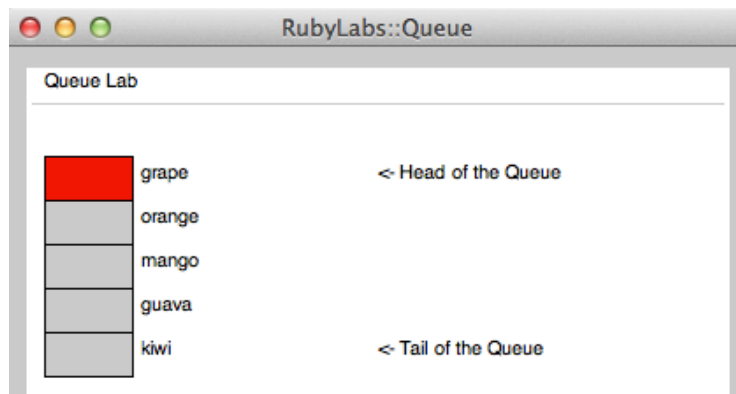 RubyLabs::Queue
Queue Lab
grape <- Head of the Queue
orange
mango
guava
kiwi <- Tail of the Queue